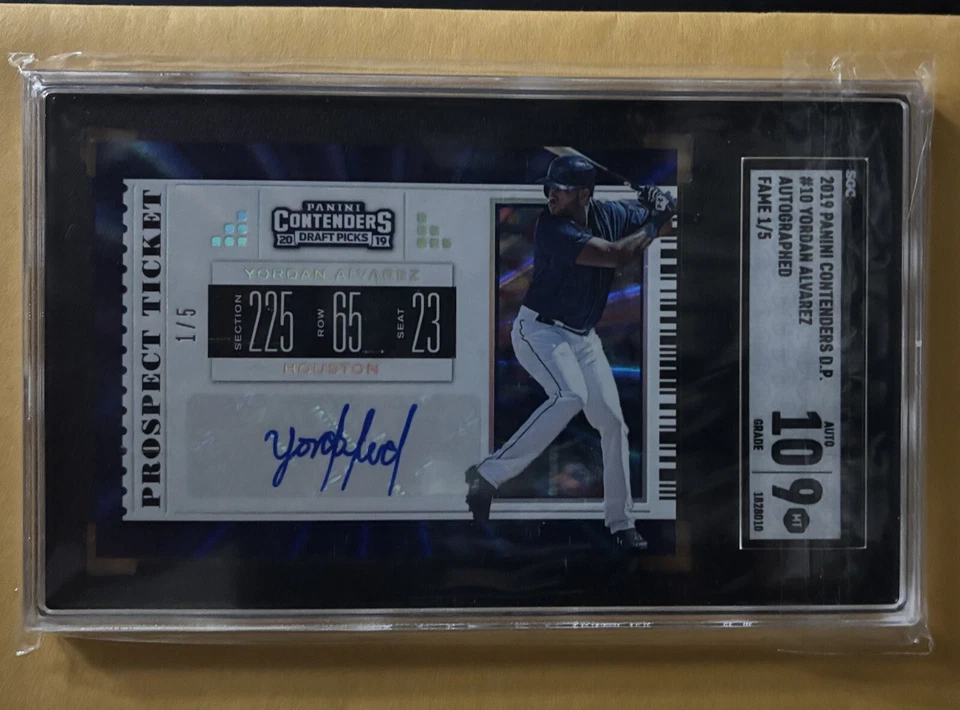 PROSPECT TICKET
1/5
PANINI
CONTENDERS
20 DRAFT PICKS 19
YORDAN ALVAREZ
SECTION 225 ROW 65 SEAT 23
HOUSTON
SGC
2019 PANINI CONTENDERS D.P.
#10 YORDAN ALVAREZ
AUTOGRAPHED
FAME 1/5
AUTO
10 9 MT
GRADE
1828010